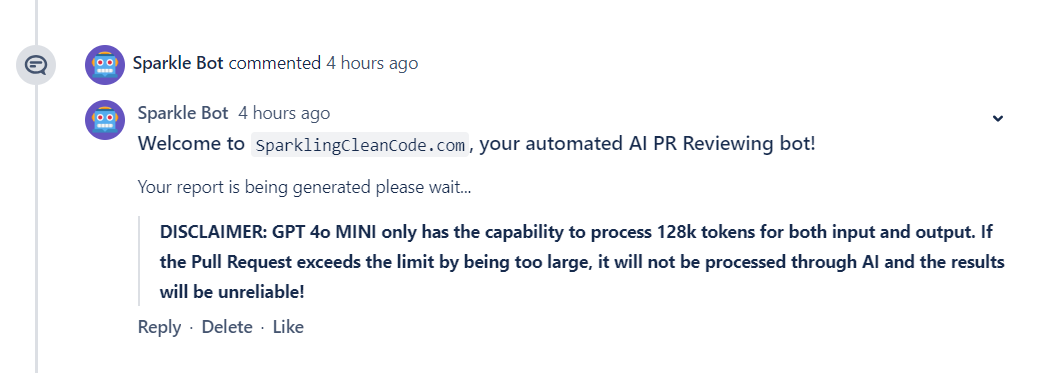 Sparkle Bot commented 4 hours ago
Sparkle Bot 4 hours ago
Welcome to SparklingCleanCode.com, your automated AI PR Reviewing bot!
Your report is being generated please wait...
DISCLAIMER: GPT 4o MINI only has the capability to process 128k tokens for both input and output. If
the Pull Request exceeds the limit by being too large, it will not be processed through AI and the results
will be unreliable!
Reply · Delete · Like